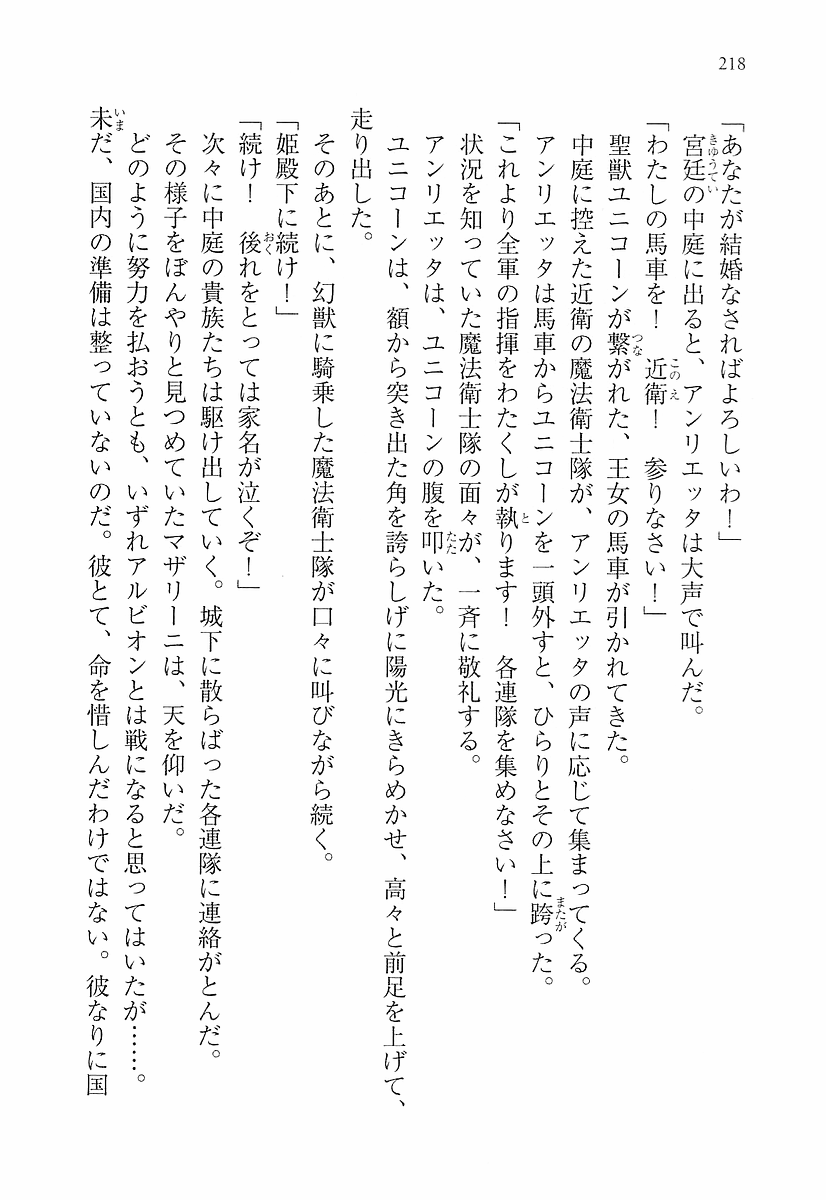 218
「あなたが結婚なされればよろしいわ！」
宮廷の中庭に出ると、アンリエッタは大声で叫んだ。
「わたしの馬車を！　近衛！　参りなさい！」
聖獣ユニコーンが繋がれた、王女の馬車が引かれてきた。
中庭に控えた近衛の魔法衛士隊が、アンリエッタの声に応じて集まってくる。
アンリエッタは馬車からユニコーンを一頭外すと、ひらりとその上に跨った。
「これより全軍の指揮をわたくしが執ります！　各連隊を集めなさい！」
状況を知っていた魔法衛士隊の面々が、一斉に敬礼する。
アンリエッタは、ユニコーンの腹を叩いた。
ユニコーンは、額から突き出た角を誇らしげに陽光にきらめかせ、高々と前足を上げて、
走り出した。
そのあとに、幻獣に騎乗した魔法衛士隊が口々に叫びながら続く。
「姫殿下に続け！」
「続け！　後れをとっては家名が泣くぞ！」
次々に中庭の貴族たちは駆け出していく。城下に散らばった各連隊に連絡がとんだ。
その様子をぼんやりと見つめていたマザリーニは、天を仰いだ。
どのように努力を払おうとも、いずれアルビオンとは戦になると思ってはいたが……。
未だ、国内の準備は整っていないのだ。彼とて、命を惜しんだわけではない。彼なりに国